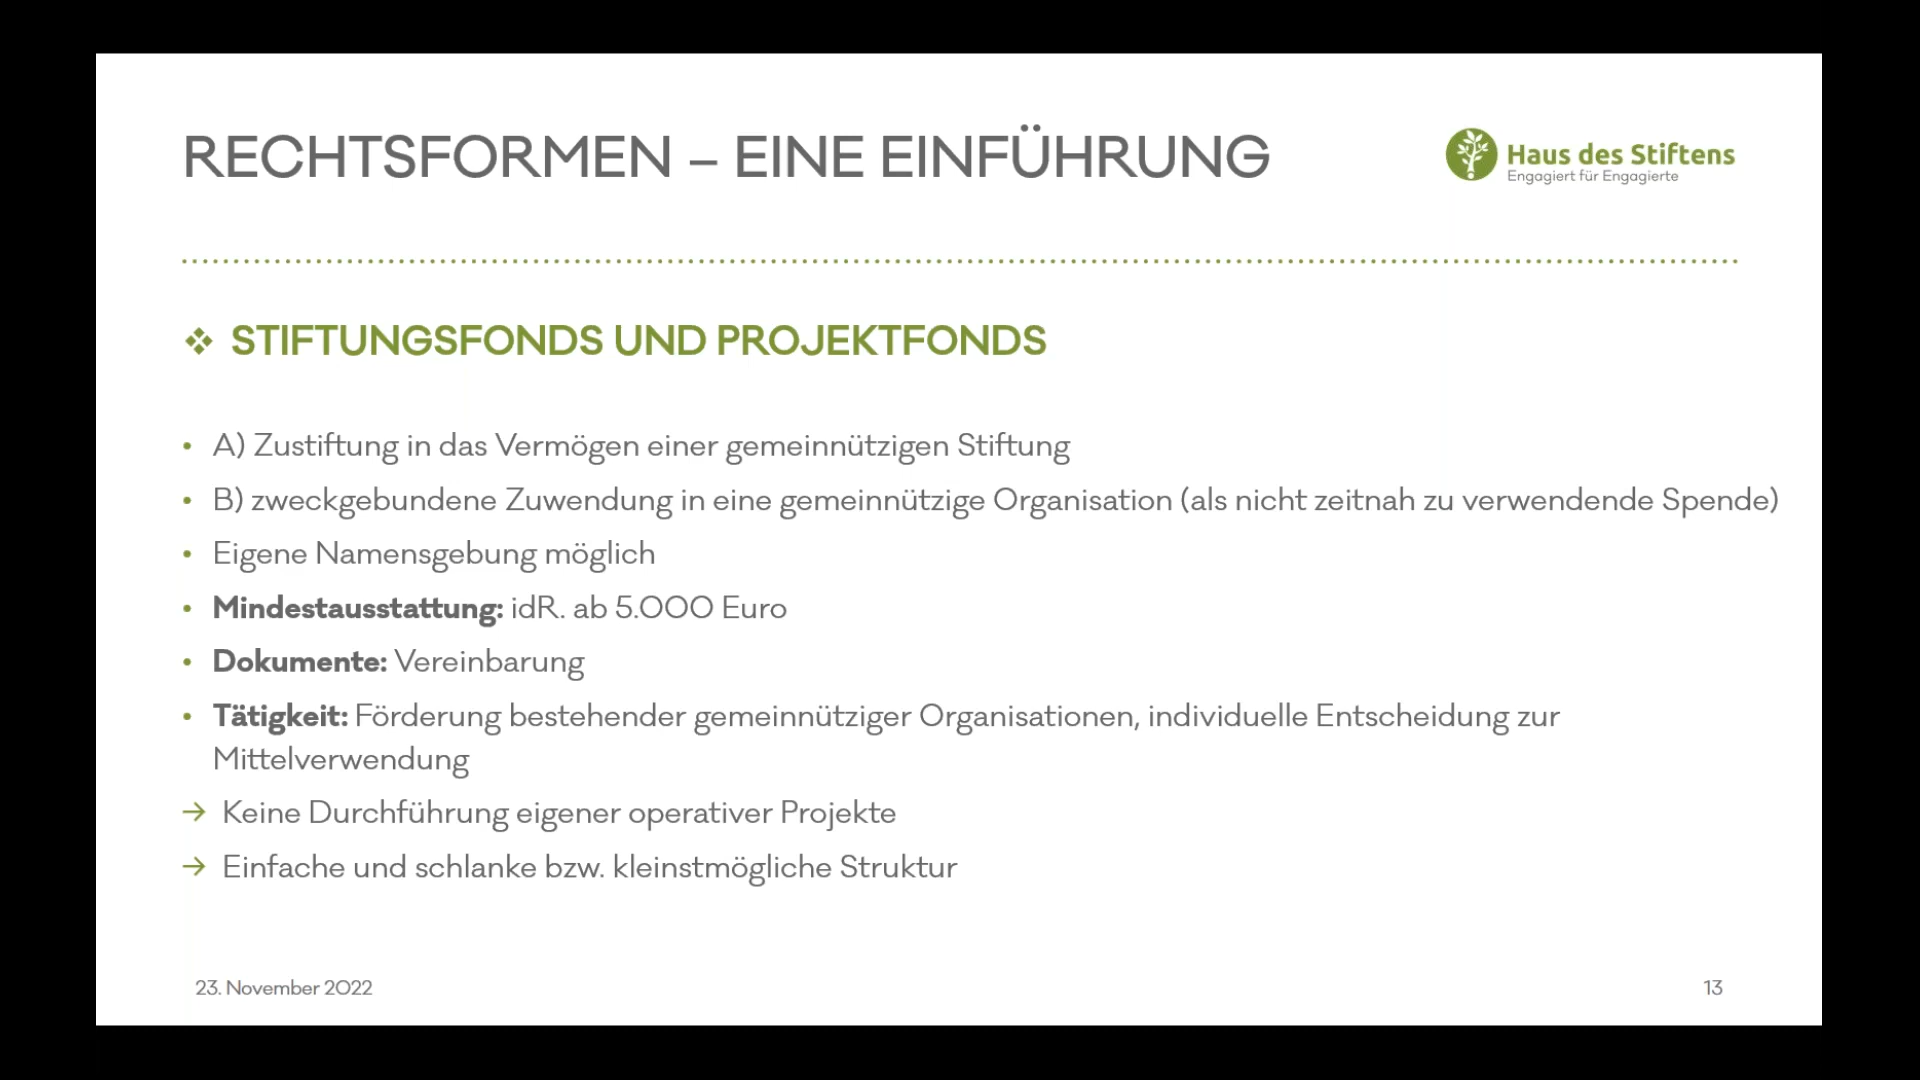 RECHTSFORMEN – EINE EINFÜHRUNG
Haus des Stiftens
Engagiert für Engagierte
❖ STIFTUNGSFONDS UND PROJEKTFONDS
• A) Zustiftung in das Vermögen einer gemeinnützigen Stiftung
• B) zweckgebundene Zuwendung in eine gemeinnützige Organisation (als nicht zeitnah zu verwendende Spende)
• Eigene Namensgebung möglich
• Mindestausstattung: idR. ab 5.000 Euro
• Dokumente: Vereinbarung
• Tätigkeit: Förderung bestehender gemeinnütziger Organisationen, individuelle Entscheidung zur
Mittelverwendung
→ Keine Durchführung eigener operativer Projekte
→ Einfache und schlanke bzw. kleinstmögliche Struktur
23. November 2022
13